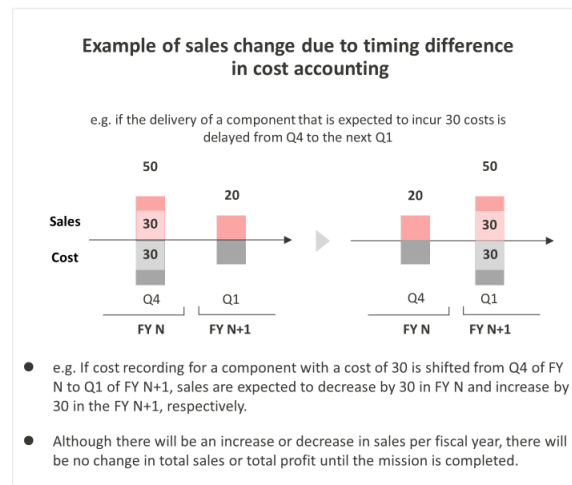 Example of sales change due to timing difference
in cost accounting
e.g. if the delivery of a component that is expected to incur 30 costs is
delayed from Q4 to the next Q1
50
20
Sales
30
Cost
30
Q4
Q1
FY N
FY N+1
50
20
30
30
Q4
Q1
FY N
FY N+1
● e.g. If cost recording for a component with a cost of 30 is shifted from Q4 of FY
N to Q1 of FY N+1, sales are expected to decrease by 30 in FY N and increase by
30 in the FY N+1, respectively.
● Although there will be an increase or decrease in sales per fiscal year, there will
be no change in total sales or total profit until the mission is completed.